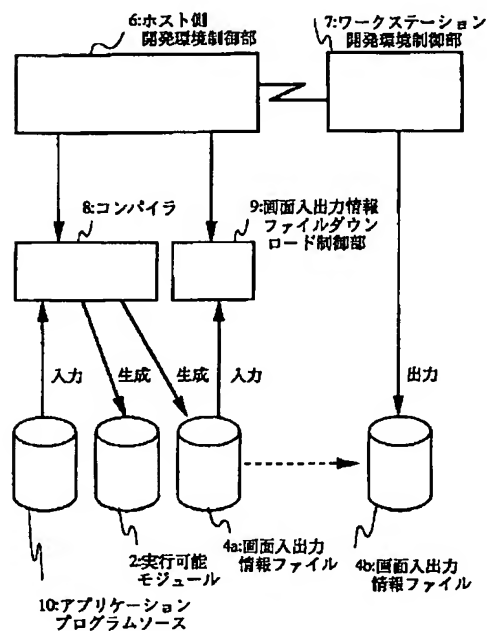 6:ホスト側
開発環境制御部
7:ワークステーション
開発環境制御部
8:コンパイラ
9:画面入出力情報
ファイルダウン
ロード制御部
入力
生成
生成
入力
出力
2:実行可能
モジュール
4a:画面入出力
情報ファイル
4b:画面入出力
情報ファイル
10:アプリケーション
プログラムソース